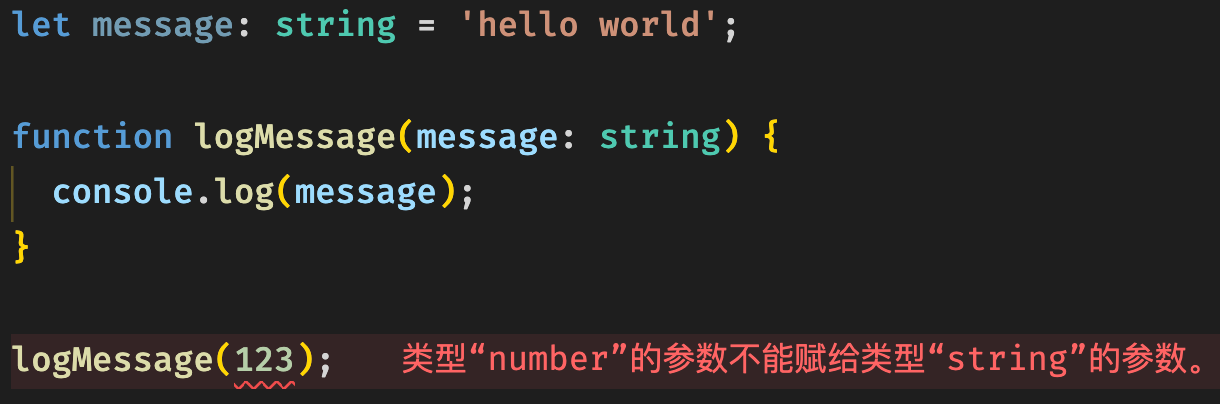 let message: string = 'hello world';
function logMessage(message: string) {
  console.log(message);
}
logMessage(123);    类型“number”的参数不能赋给类型“string”的参数。